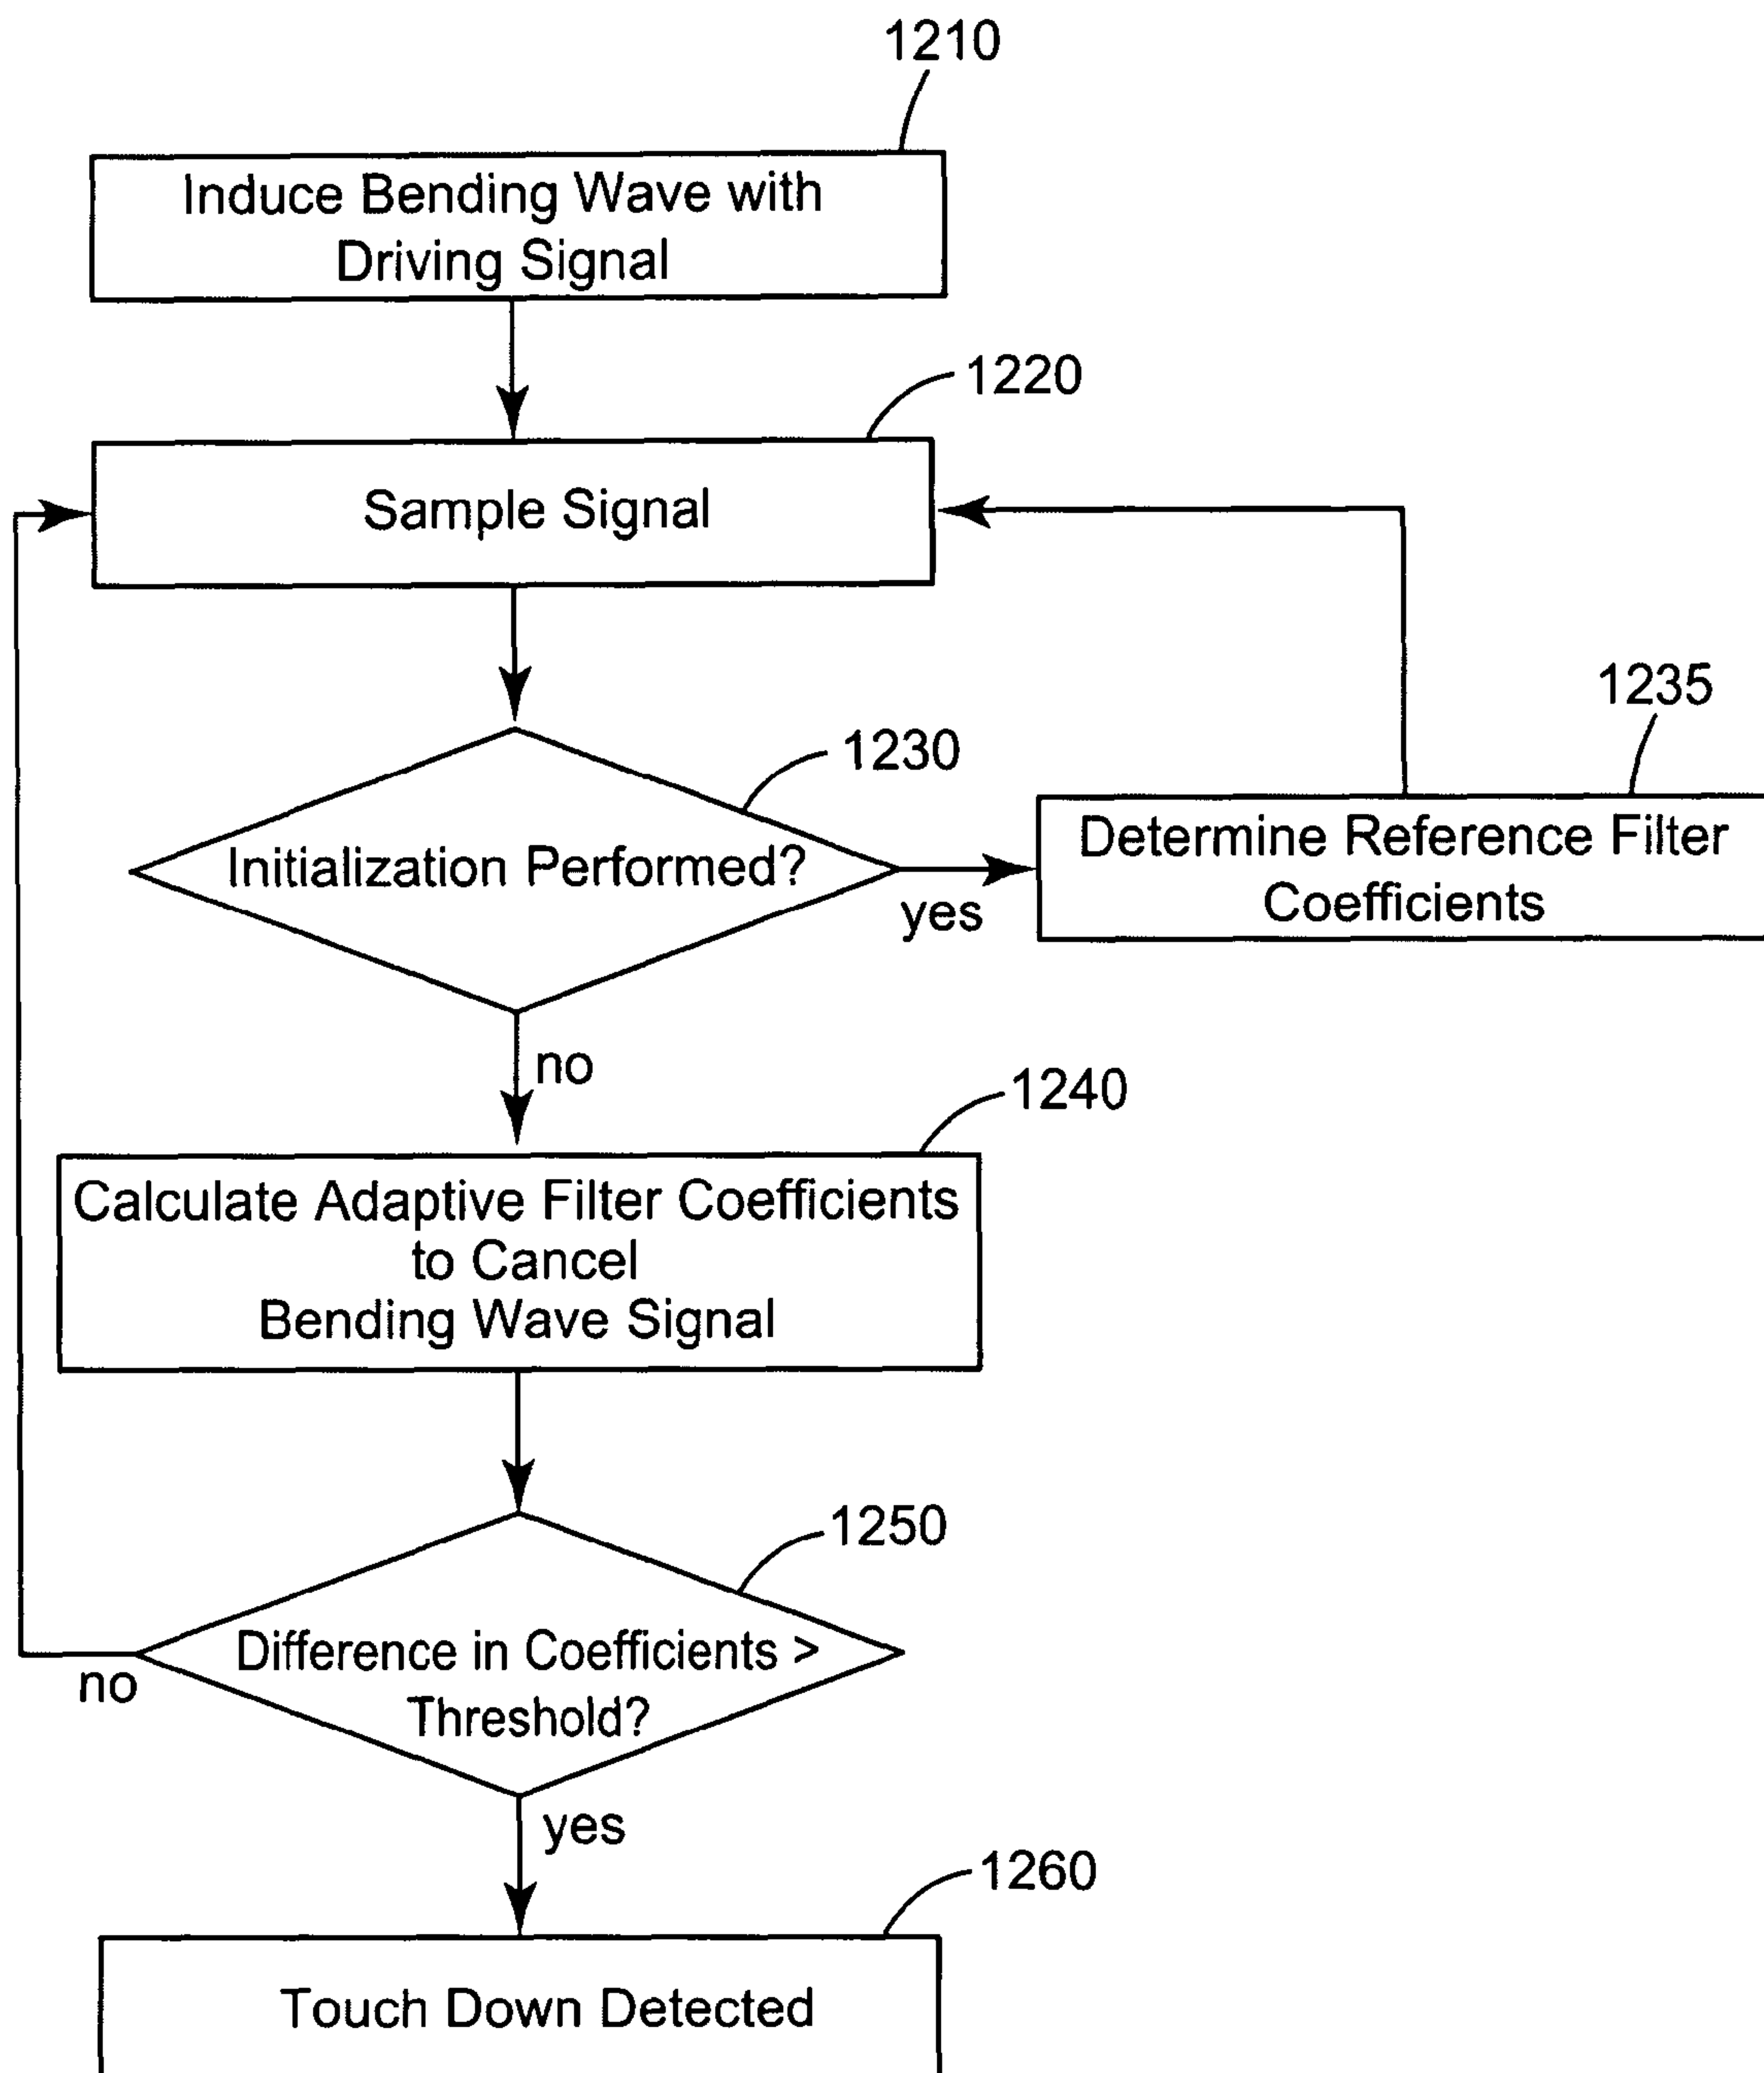 1210
Induce Bending Wave with
Driving Signal
1220
Sample Signal
1230
Initialization Performed?
yes
1235
Determine Reference Filter
Coefficients
no
1240
Calculate Adaptive Filter Coefficients
to Cancel
Bending Wave Signal
1250
Difference in Coefficients >
Threshold?
no
yes
1260
Touch Down Detected